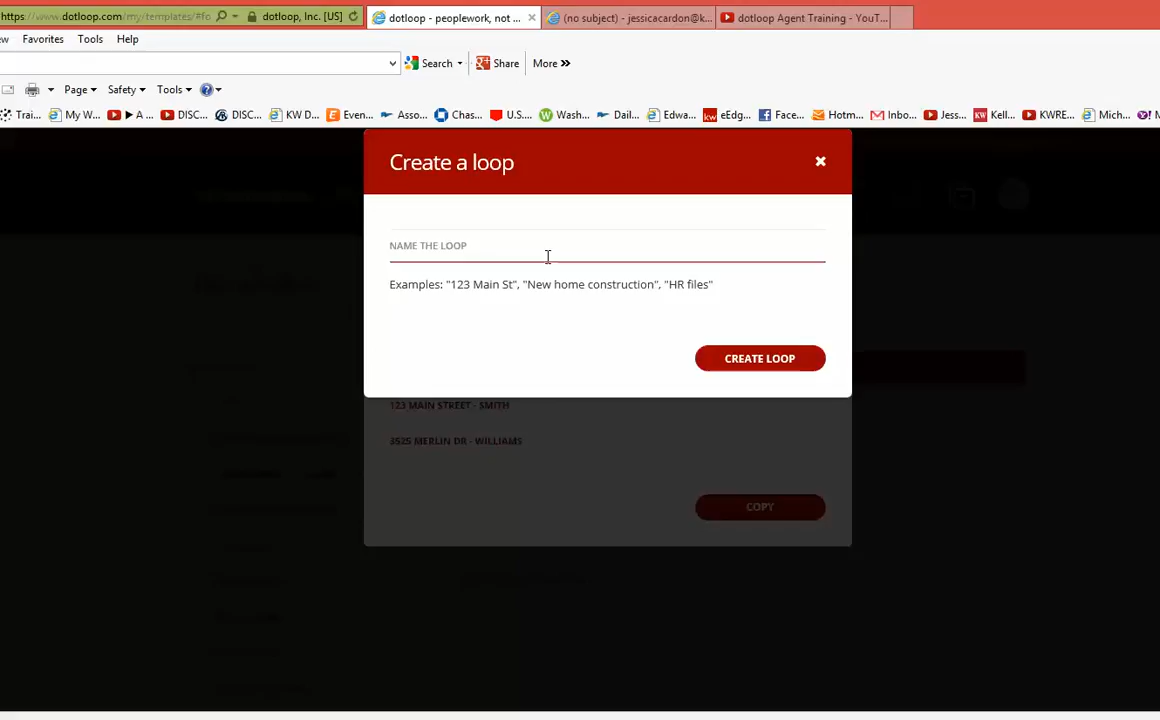 https://www.dotloop.com/my/templates/#fo dotloop, Inc. [US] dotloop - peoplework, not ... (no subject) - jessicacardon@k... dotloop Agent Training - YouT...
ew Favorites Tools Help
Search Share More »
Page Safety Tools
Trai... My W... A ... DISC... DISC... KW D... Even... Asso... Chas... U.S.... Wash... Dail... Edwa... eEdg... Face... Hotm... Inbo... Jess... Kell... KWRE... Mich...
Create a loop
NAME THE LOOP
Examples: "123 Main St", "New home construction", "HR files"
CREATE LOOP
123 MAIN STREET - SMITH
3525 MERLIN DR - WILLIAMS
COPY